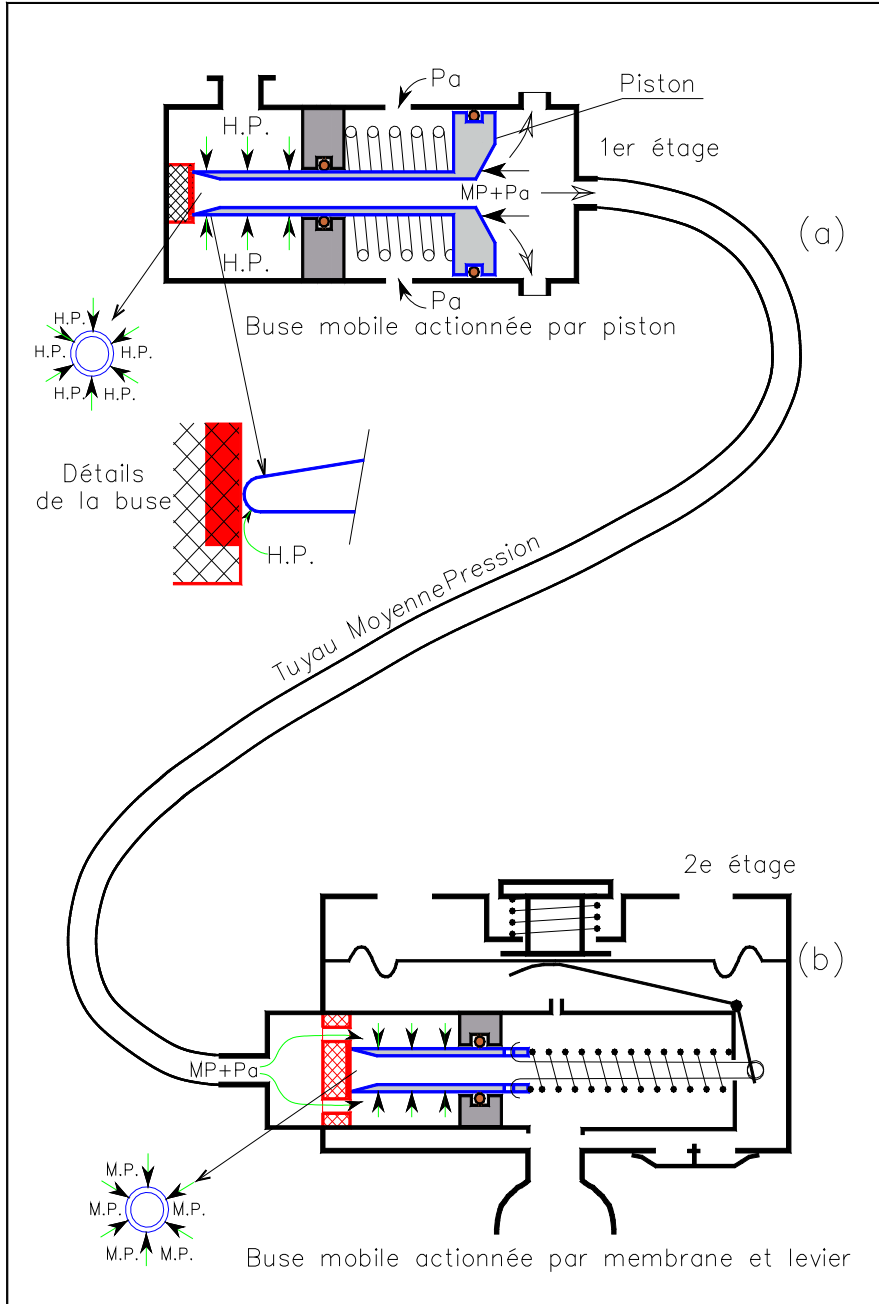 Pa
Piston
H.P.
1er étage
MP+Pa
(a)
H.P.
Pa
Buse mobile actionnée par piston
H.P.
H.P.
H.P.
H.P.
H.P.
Détails
de la buse
H.P.
Tuyau MoyennePression
2e étage
(b)
MP+Pa
M.P.
M.P.
M.P.
M.P.
M.P.
M.P.
Buse mobile actionnée par membrane et levier